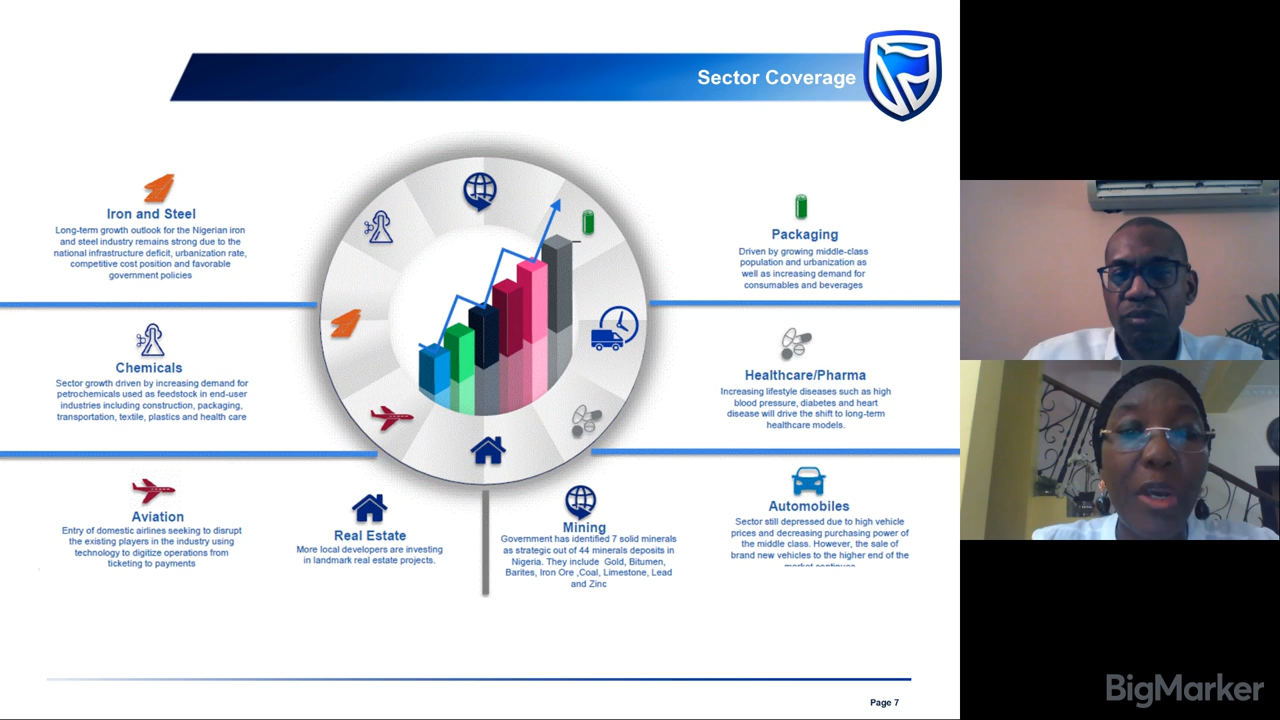 Sector Coverage
Iron and Steel
Long-term growth outlook for the Nigerian iron
and steel industry remains strong due to the
national infrastructure deficit, urbanization rate,
competitive cost position and favorable
government policies
Chemicals
Sector growth driven by increasing demand for
petrochemicals used as feedstock in end-user
industries including construction, packaging,
transportation, textile, plastics and health care
Aviation
Entry of domestic airlines seeking to disrupt
the existing players in the industry using
technology to digitize operations from
ticketing to payments
Real Estate
More local developers are investing
in landmark real estate projects.
Mining
Government has identified 7 solid minerals
as strategic out of 44 minerals deposits in
Nigeria. They include Gold, Bitumen,
Barites, Iron Ore ,Coal, Limestone, Lead
and Zinc
Packaging
Driven by growing middle-class
population and urbanization as
well as increasing demand for
consumables and beverages
Healthcare/Pharma
Increasing lifestyle diseases such as high
blood pressure, diabetes and heart
disease will drive the shift to long-term
healthcare models.
Automobiles
Sector still depressed due to high vehicle
prices and decreasing purchasing power of
the middle class. However, the sale of
brand new vehicles to the higher end of the
market continues
Page 7
BigMarker